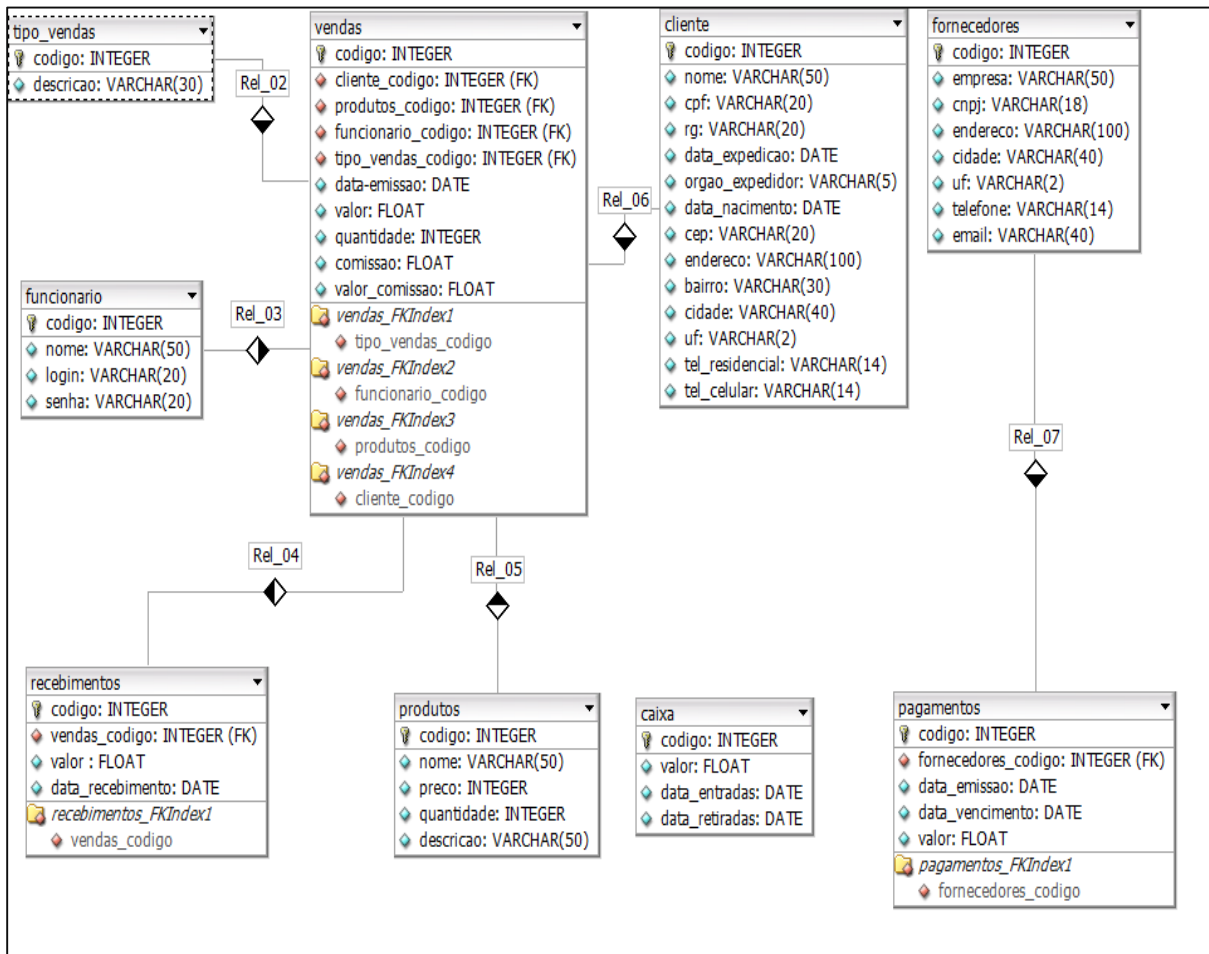 tipo_vendas
codigo: INTEGER
descricao: VARCHAR(30)
Rel_02
vendas
codigo: INTEGER
cliente_codigo: INTEGER (FK)
produtos_codigo: INTEGER (FK)
funcionario_codigo: INTEGER (FK)
tipo_vendas_codigo: INTEGER (FK)
data-emissao: DATE
valor: FLOAT
quantidade: INTEGER
comissao: FLOAT
valor_comissao: FLOAT
vendas_FKIndex1
tipo_vendas_codigo
vendas_FKIndex2
funcionario_codigo
vendas_FKIndex3
produtos_codigo
vendas_FKIndex4
cliente_codigo
Rel_06
cliente
codigo: INTEGER
nome: VARCHAR(50)
cpf: VARCHAR(20)
rg: VARCHAR(20)
data_expedicao: DATE
orgao_expedidor: VARCHAR(5)
data_nacimento: DATE
cep: VARCHAR(20)
endereco: VARCHAR(100)
bairro: VARCHAR(30)
cidade: VARCHAR(40)
uf: VARCHAR(2)
tel_residencial: VARCHAR(14)
tel_celular: VARCHAR(14)
fornecedores
codigo: INTEGER
empresa: VARCHAR(50)
cnpj: VARCHAR(18)
endereco: VARCHAR(100)
cidade: VARCHAR(40)
uf: VARCHAR(2)
telefone: VARCHAR(14)
email: VARCHAR(40)
funcionario
codigo: INTEGER
nome: VARCHAR(50)
login: VARCHAR(20)
senha: VARCHAR(20)
Rel_03
Rel_07
Rel_04
Rel_05
recebimentos
codigo: INTEGER
vendas_codigo: INTEGER (FK)
valor : FLOAT
data_recebimento: DATE
recebimentos_FKIndex1
vendas_codigo
produtos
codigo: INTEGER
nome: VARCHAR(50)
preco: INTEGER
quantidade: INTEGER
descricao: VARCHAR(50)
caixa
codigo: INTEGER
valor: FLOAT
data_entradas: DATE
data_retiradas: DATE
pagamentos
codigo: INTEGER
fornecedores_codigo: INTEGER (FK)
data_emissao: DATE
data_vencimento: DATE
valor: FLOAT
pagamentos_FKIndex1
fornecedores_codigo